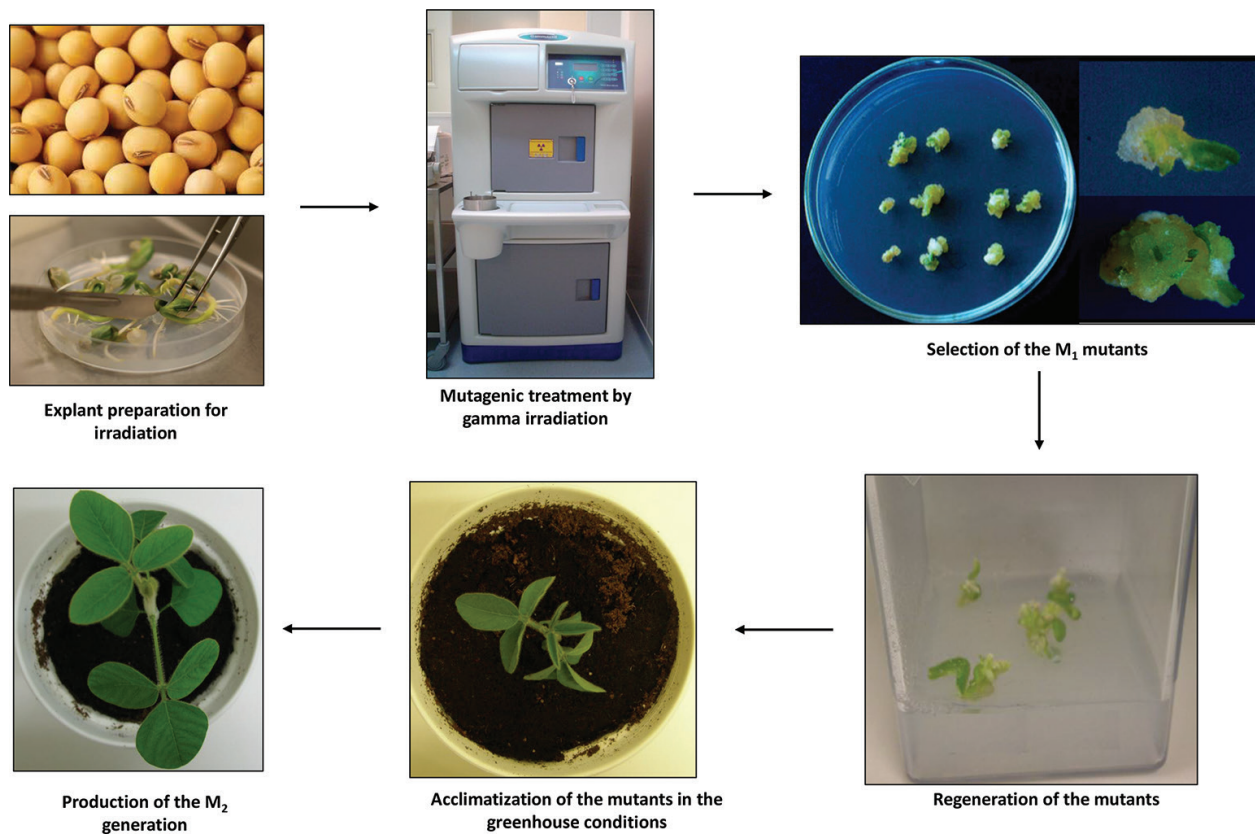 Explant preparation for
irradiation
Mutagenic treatment by
gamma irradiation
Selection of the M₁ mutants
Regeneration of the mutants
Acclimatization of the mutants in the
greenhouse conditions
Production of the M₂
generation